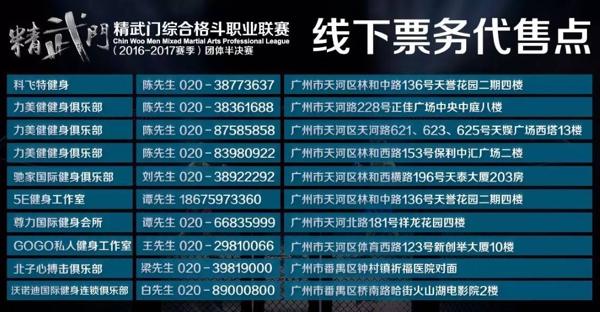 精武門
精武门综合格斗职业联赛
Chin Woo Men Mixed Martial Arts Professional League
(2016-2017赛季) 团体半决赛
线下票务代售点
科飞特健身 陈先生 020-38773637 广州市天河区林和中路136号天誉花园二期四楼
力美健健身俱乐部 陈先生 020-38361688 广州市天河路228号正佳广场中央中庭八楼
力美健健身俱乐部 陈先生 020-87585858 广州市天河区天河路621、623、625号天娱广场西塔13楼
力美健健身俱乐部 陈先生 020-83980922 广州市天河区林和西路153号保利中汇广场二楼
驰家国际健身俱乐部 刘先生 020-38922292 广州市天河区林和西横路196号天泰大厦203房
5E健身工作室 谭先生 18675973360 广州市天河区林和中路136号天誉花园二期四楼
尊力国际健身会所 谭先生 020-66835999 广州市天河北路181号祥龙花园四楼
GOGO私人健身工作室 王先生 020-29810066 广州市天河区体育西路123号新创举大厦10楼
北子心搏击俱乐部 梁先生 020-39819000 广州市番禺区钟村镇祈福医院对面
沃诺迪国际健身连锁俱乐部 白先生 020-89000800 广州市番禺区桥南路哈街火山湖电影院2楼